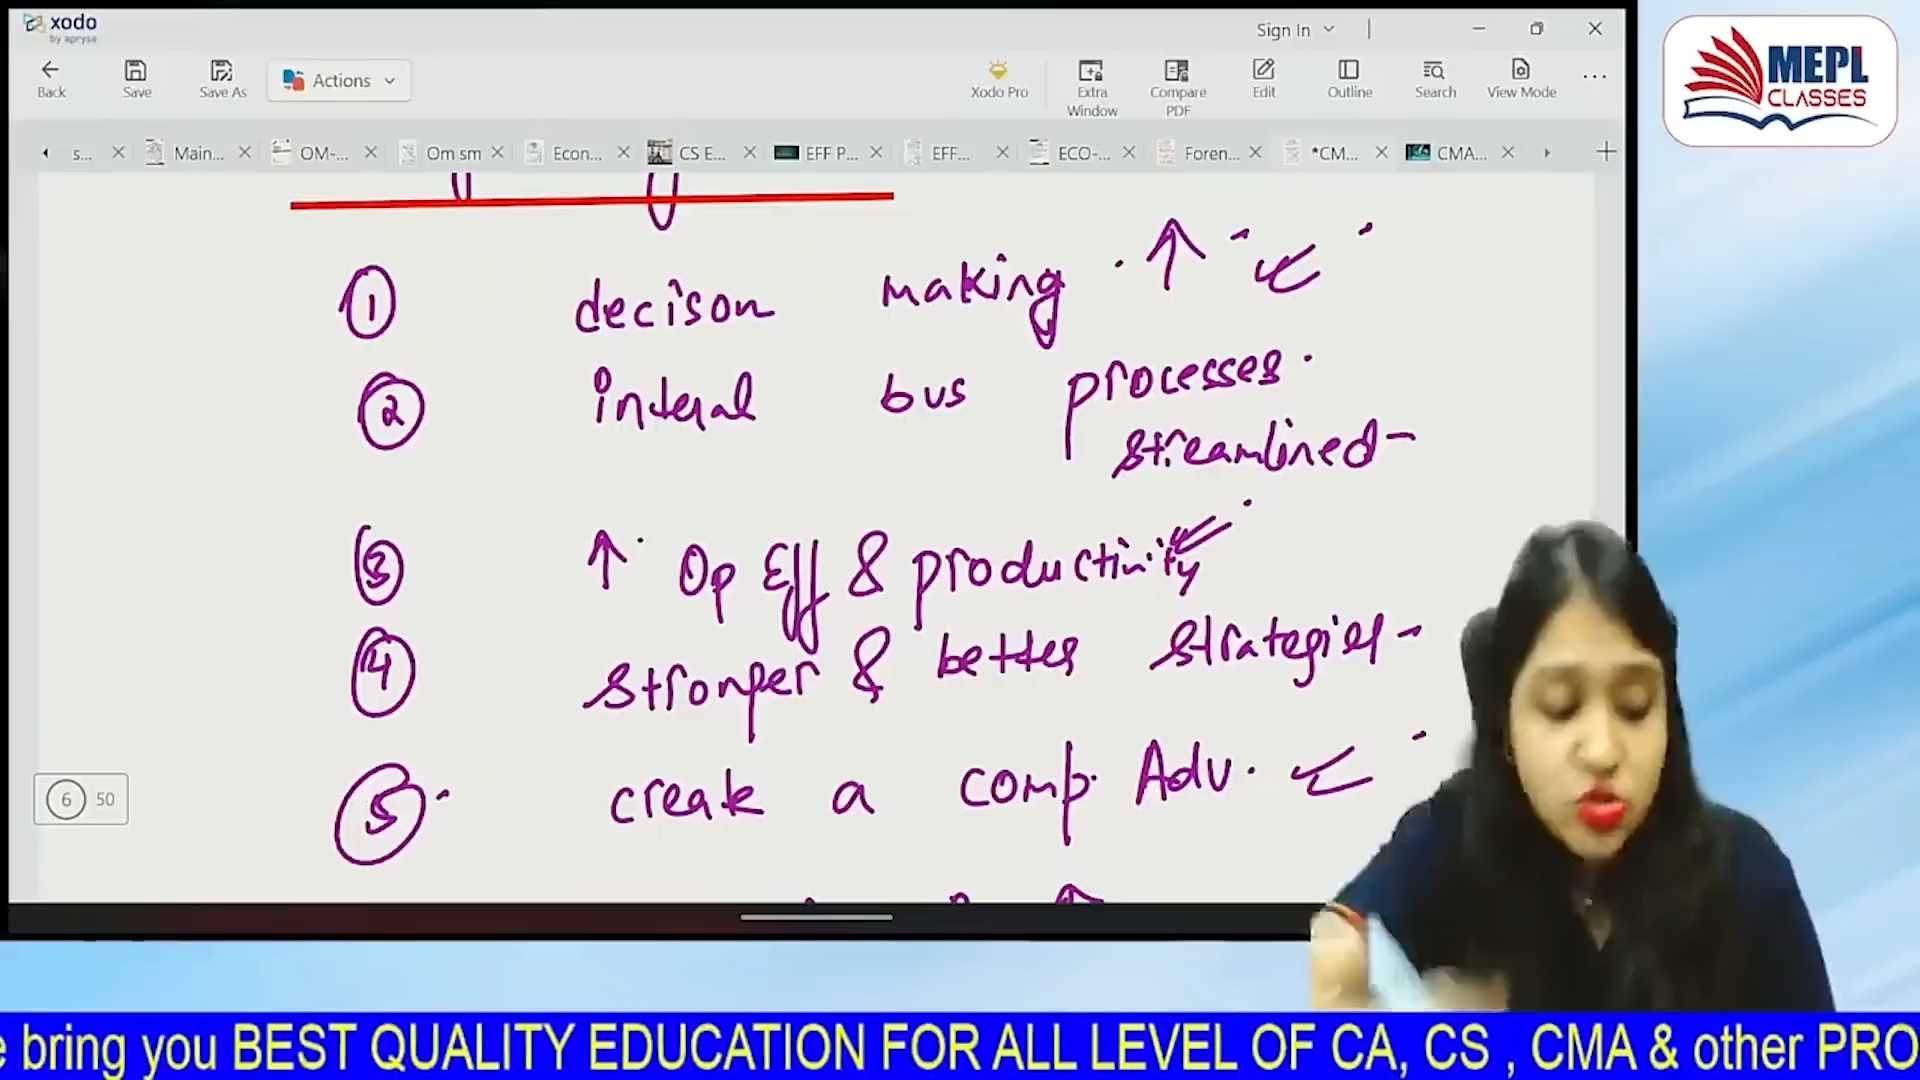 xodo
by apryse
Sign In
Back
Save
Save As
Actions
Xodo Pro
Extra Window
Compare PDF
Edit
Outline
Search
View Mode
s...
Main...
OM-...
Om sm
Econ...
CS E...
EFF P...
EFF...
ECO-...
Foren...
*CM...
CMA...
MEPL
CLASSES
① decison making ↑
② interal bus processes
streamlined
③ ↑ Op Eff & productivity
④ stronger & better strategies
⑤ create a comp. Adv.
6 50
bring you BEST QUALITY EDUCATION FOR ALL LEVEL OF CA, CS , CMA & other PRO